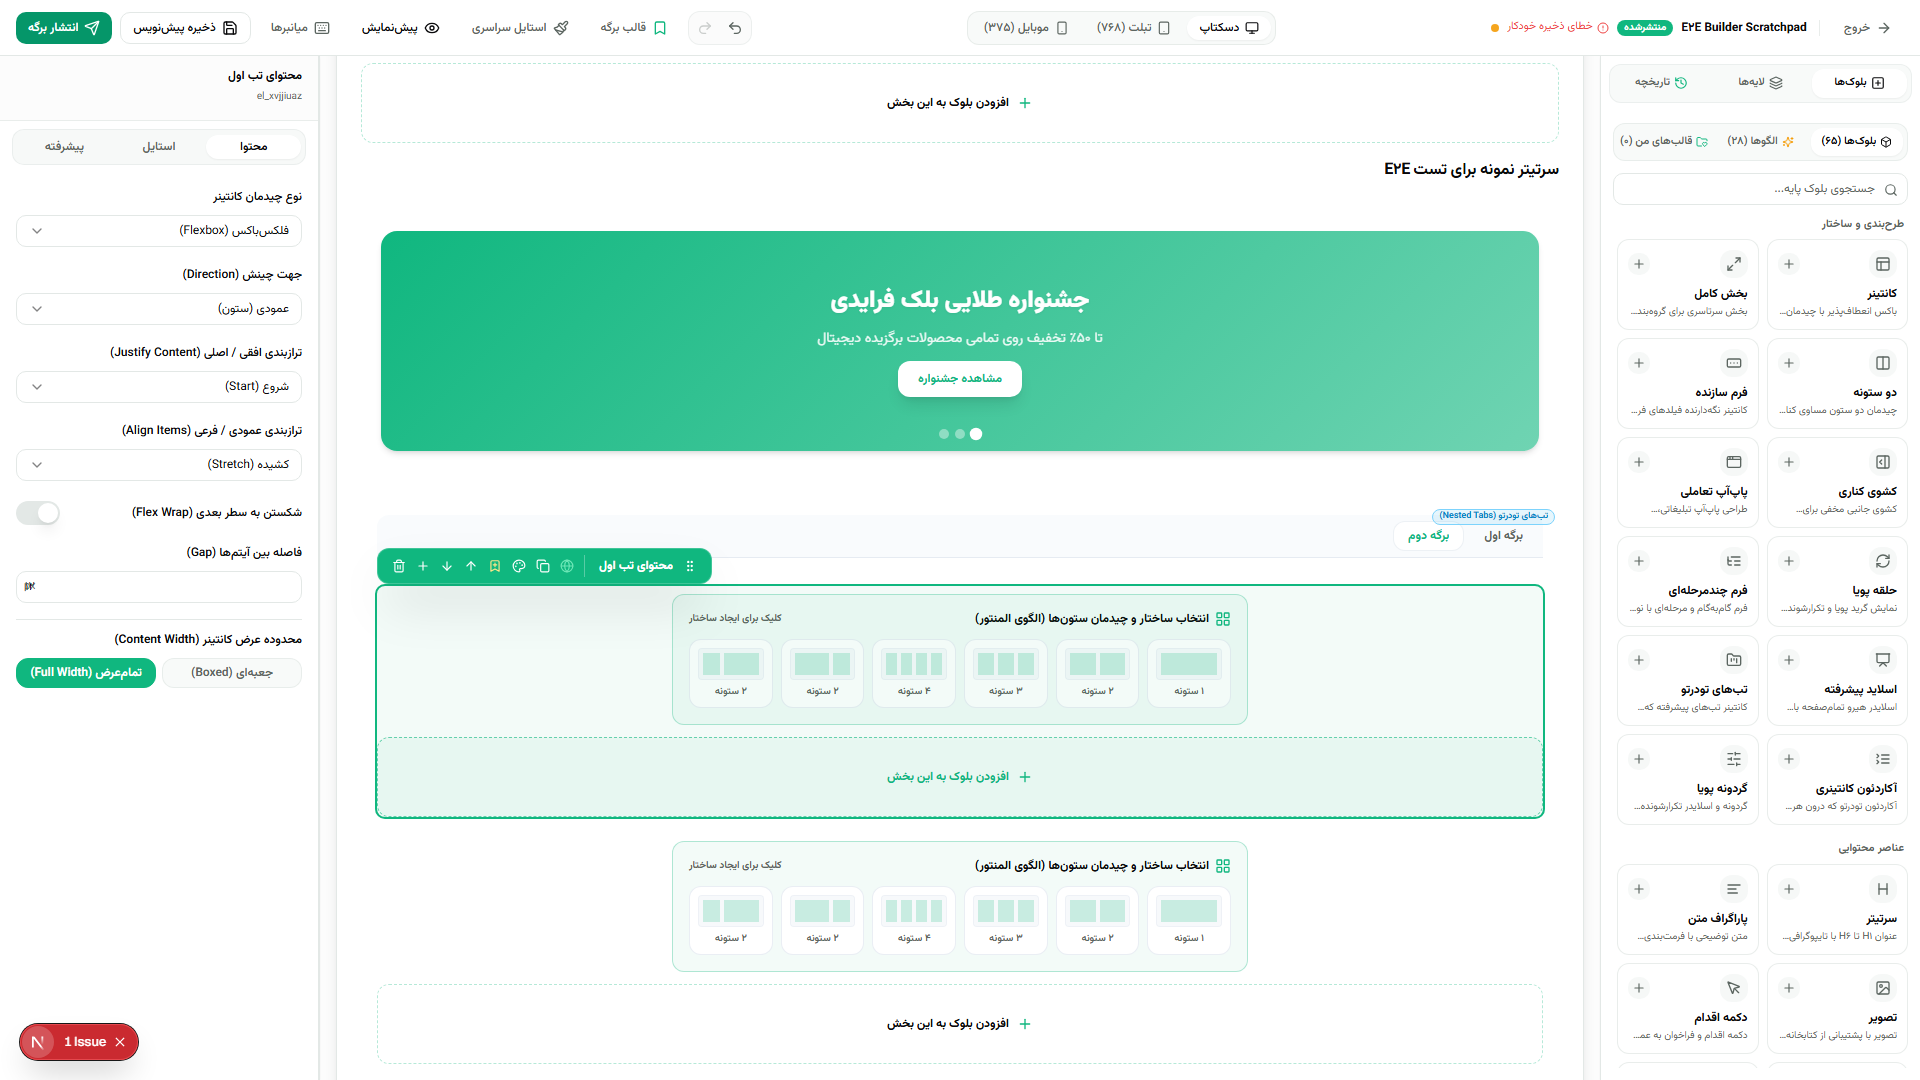 خروج
E2E Builder Scratchpad
منتشرشده
خطای ذخیره خودکار
دسکتاپ
تبلت (۷۶۸)
موبایل (۳۷۵)
قالب برگه
استایل سراسری
پیش‌نمایش
میانبرها
ذخیره پیش‌نویس
انتشار برگه
بلوک‌ها
لایه‌ها
تاریخچه
بلوک‌ها (۶۵)
الگوها (۲۸)
قالب‌های من (۰)
جستجوی بلوک پایه...
طرح‌بندی و ساختار
کانتینر
باکس انعطاف‌پذیر با چیدمان...
بخش کامل
بخش سرتاسری برای گروه‌بند...
دو ستونه
چیدمان دو ستون مساوی کنا...
فرم سازنده
کانتینر نگه‌دارنده فیلدهای فر...
کشوی کناری
کشوی جانبی مخفی برای...
پاپ‌آپ تعاملی
طراحی پاپ‌آپ تبلیغاتی،...
حلقه پویا
نمایش گرید پویا و تکرارشوند...
فرم چندمرحله‌ای
فرم گام‌به‌گام و مرحله‌ای با نو...
اسلاید پیشرفته
اسلایدر هیرو تمام‌صفحه با...
تب‌های تودرتو
کانتینر تب‌های پیشرفته که...
آکاردئون کانتینری
آکاردئون تودرتو که درون هر...
گردونه پویا
گردونه و اسلایدر تکرارشونده...
عناصر محتوایی
سرتیتر
عنوان H۱ تا H۶ با تایپوگرافی...
پاراگراف متن
متن توضیحی با فرمت‌بندی...
تصویر
تصویر با پشتیبانی از کتابخانه...
دکمه اقدام
دکمه اقدام و فراخوان به عم...
افزودن بلوک به این بخش
سرتیتر نمونه برای تست E2E
جشنواره طلایی بلک فرایدی
تا ۵۰٪ تخفیف روی تمامی محصولات برگزیده دیجیتال
مشاهده جشنواره
تب‌های تودرتو (Nested Tabs)
برگه اول
برگه دوم
محتوای تب اول
انتخاب ساختار و چیدمان ستون‌ها (الگوی المنتور)
کلیک برای ایجاد ساختار
۱ ستونه
۲ ستونه
۳ ستونه
۴ ستونه
۲ ستونه
۲ ستونه
افزودن بلوک به این بخش
انتخاب ساختار و چیدمان ستون‌ها (الگوی المنتور)
کلیک برای ایجاد ساختار
۱ ستونه
۲ ستونه
۳ ستونه
۴ ستونه
۲ ستونه
۲ ستونه
افزودن بلوک به این بخش
محتوای تب اول
el_xvjjiuaz
محتوا
استایل
پیشرفته
نوع چیدمان کانتینر
فلکس‌باکس (Flexbox)
جهت چینش (Direction)
عمودی (ستون)
ترازبندی افقی / اصلی (Justify Content)
شروع (Start)
ترازبندی عمودی / فرعی (Align Items)
کشیده (Stretch)
شکستن به سطر بعدی (Flex Wrap)
فاصله بین آیتم‌ها (Gap)
محدوده عرض کانتینر (Content Width)
جعبه‌ای (Boxed)
تمام‌عرض (Full Width)
N
1 Issue